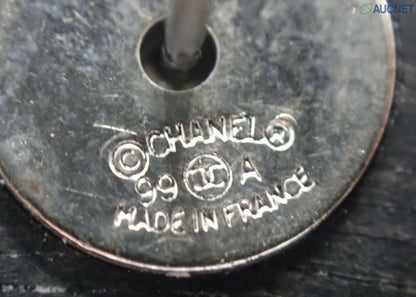 AUCNET
© CHANEL ®
99 A
MADE IN FRANCE